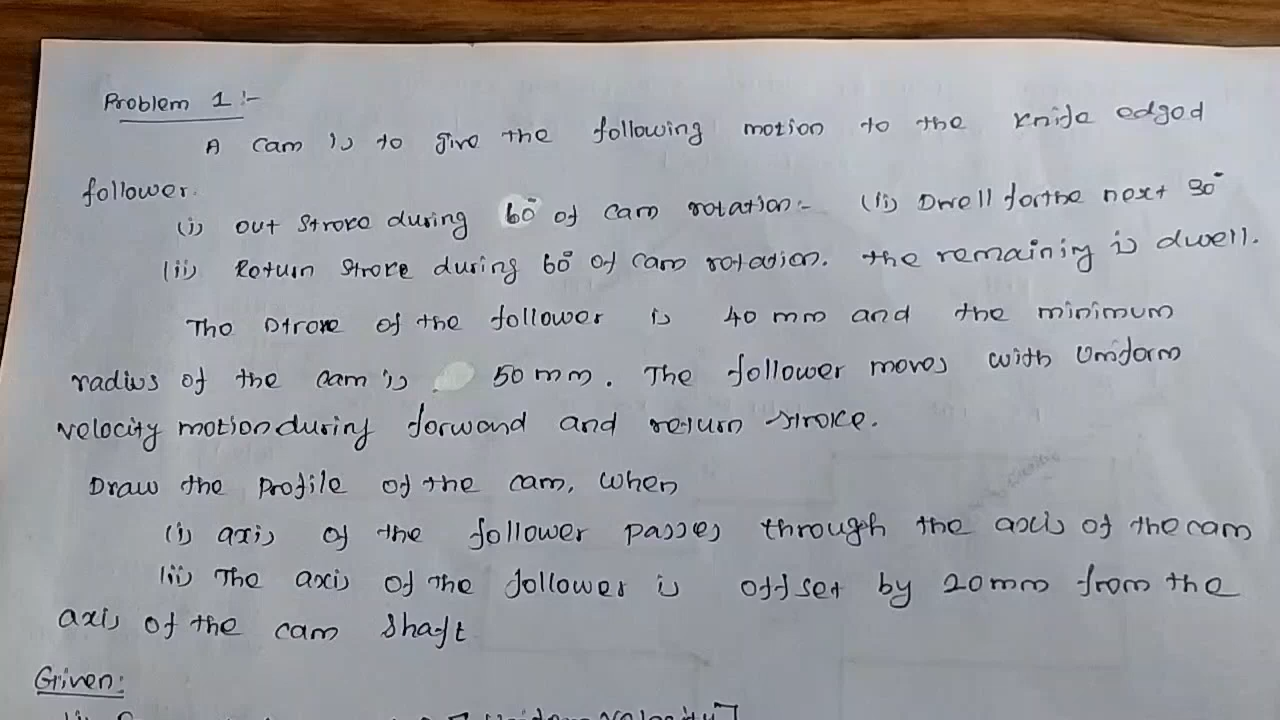 Problem 1 :-
A cam is to give the following motion to the knife edged
follower.
(i) out stroke during 60° of cam rotation:- (ii) Dwell for the next 30°
(iii) Return stroke during 60° of cam rotation. the remaining is dwell.
The stroke of the follower is 40 mm and the minimum
radius of the cam is 50 mm. The follower moves with Uniform
velocity motion during forward and return stroke.
Draw the Profile of the cam, when
(i) axis of the follower passes through the axis of the cam
(ii) The axis of the follower is offset by 20 mm from the
axis of the cam shaft
Given: